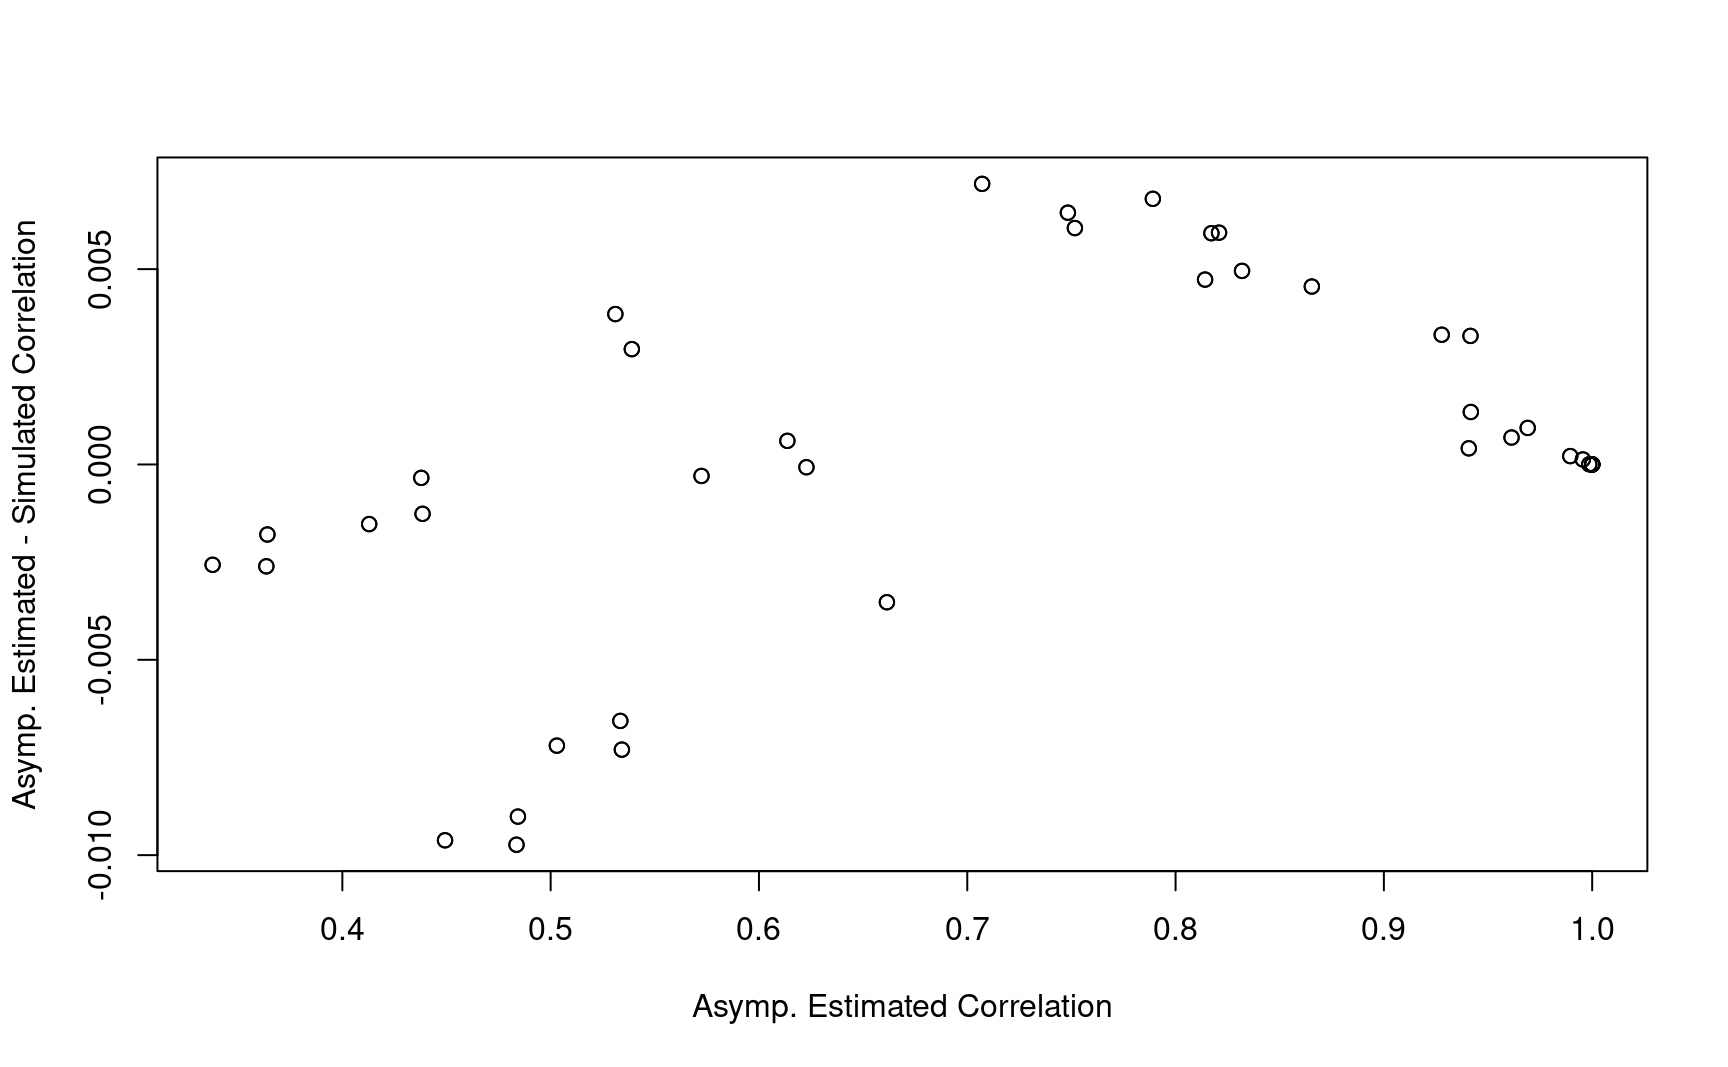 Asymp. Estimated - Simulated Correlation
0.005
0.000
-0.005
-0.010
0.4 0.5 0.6 0.7 0.8 0.9 1.0
Asymp. Estimated Correlation